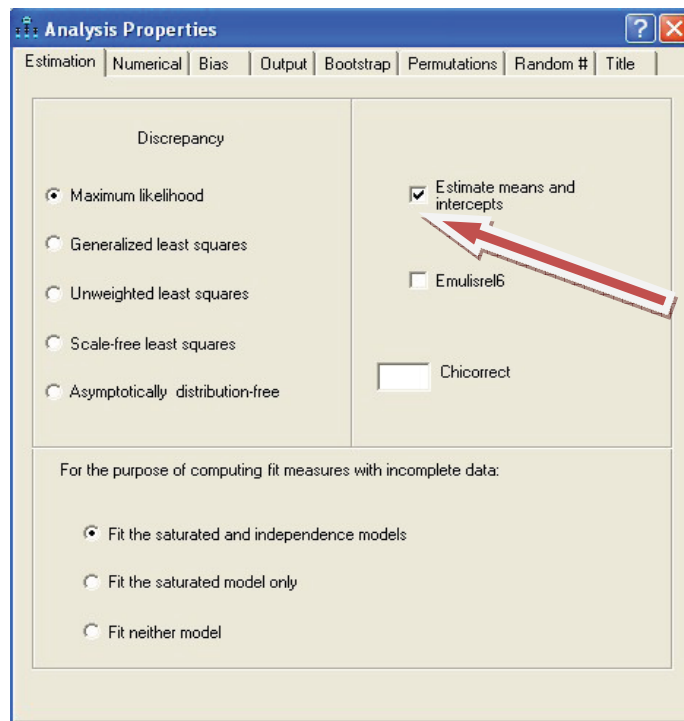 Analysis Properties
Estimation Numerical Bias Output Bootstrap Permutations Random # Title
Discrepancy
Maximum likelihood
Generalized least squares
Unweighted least squares
Scale-free least squares
Asymptotically distribution-free
Estimate means and
intercepts
Emulisrel6
Chicorrect
For the purpose of computing fit measures with incomplete data:
Fit the saturated and independence models
Fit the saturated model only
Fit neither model